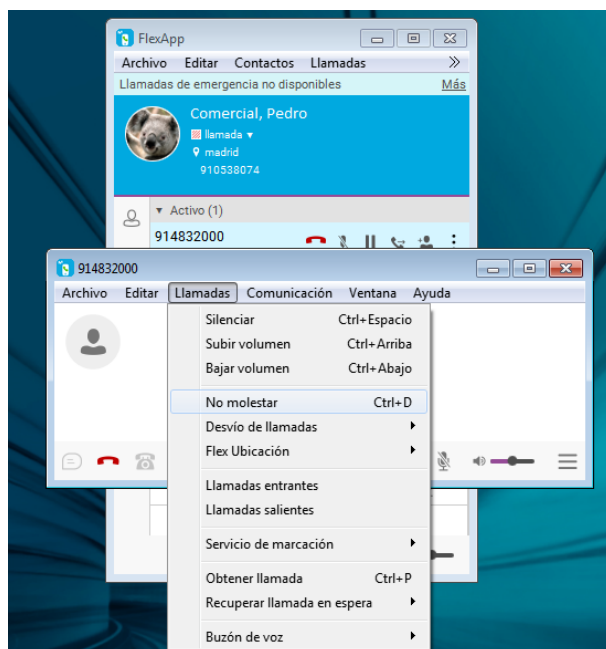 FlexApp
Archivo Editar Contactos Llamadas
Llamadas de emergencia no disponibles Más
Comercial, Pedro
llamada
madrid
910538074
Activo (1)
914832000
914832000
Archivo Editar Llamadas Comunicación Ventana Ayuda
Silenciar Ctrl+Espacio
Subir volumen Ctrl+Arriba
Bajar volumen Ctrl+Abajo
No molestar Ctrl+D
Desvío de llamadas
Flex Ubicación
Llamadas entrantes
Llamadas salientes
Servicio de marcación
Obtener llamada Ctrl+P
Recuperar llamada en espera
Buzón de voz